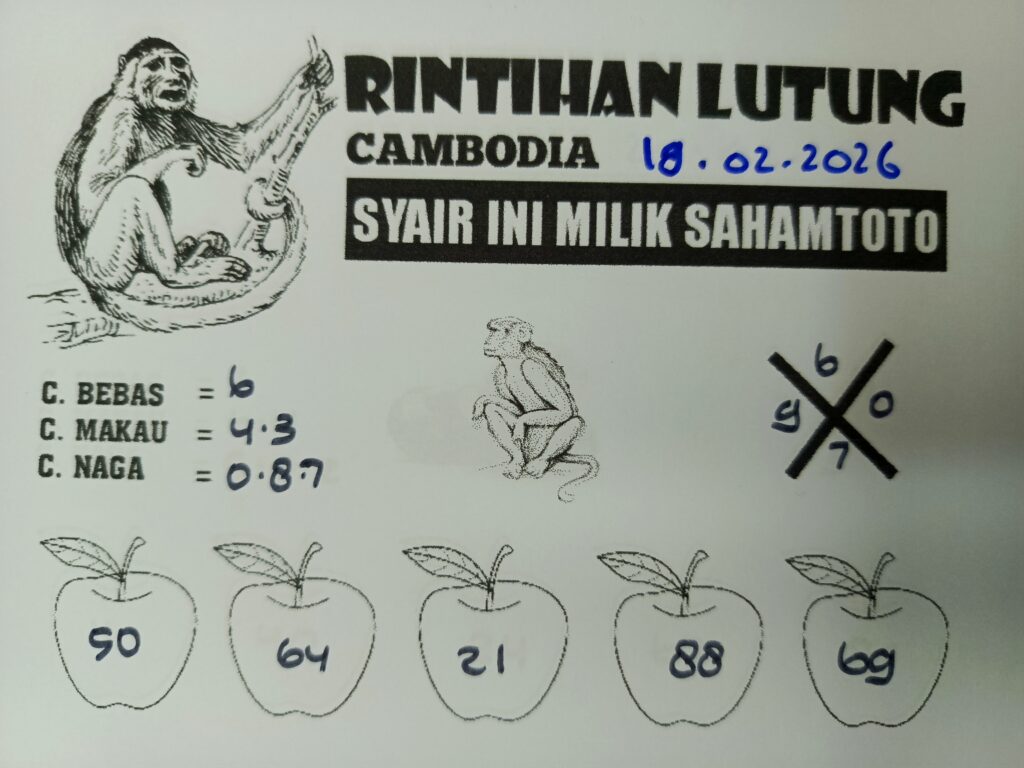 RINTIHAN LUTUNG
CAMBODIA 18.02.2026
SYAIR INI MILIK SAHAMTOTO
C. BEBAS = 6
C. MAKAU = 4.3
C. NAGA = 0.8.7
6
9 0
7
50 64 21 88 69